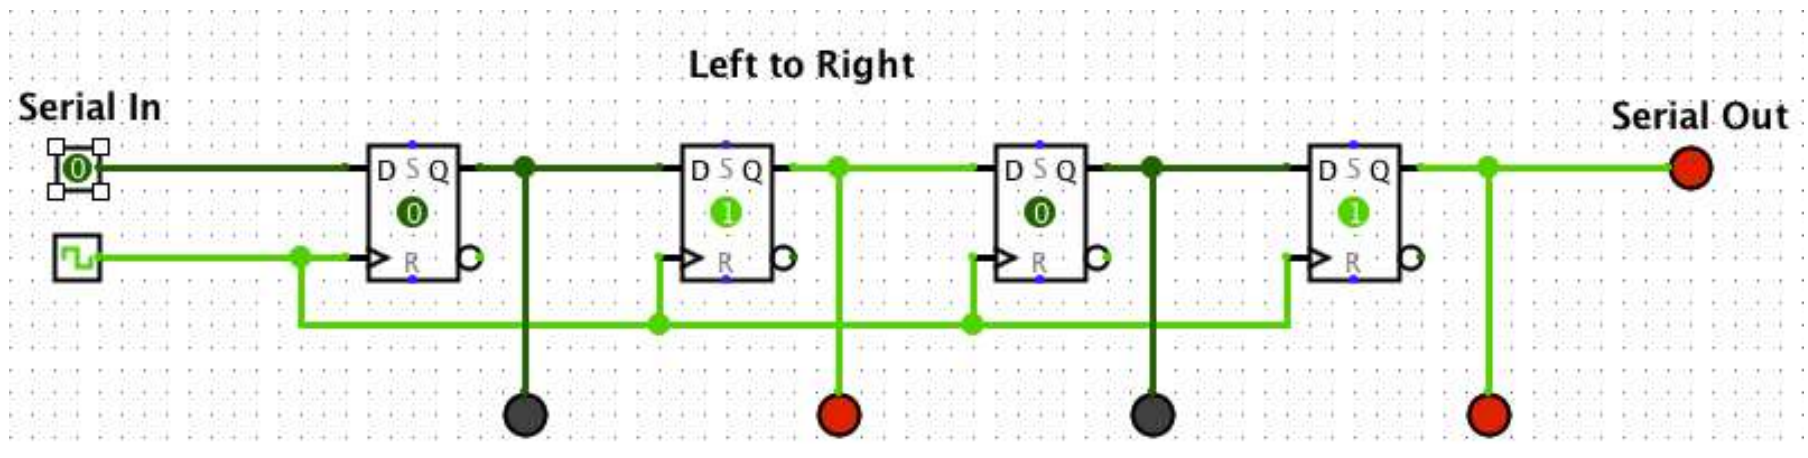 Left to Right
Serial In
Serial Out
0
D S Q
0
R
D S Q
1
R
D S Q
0
R
D S Q
1
R